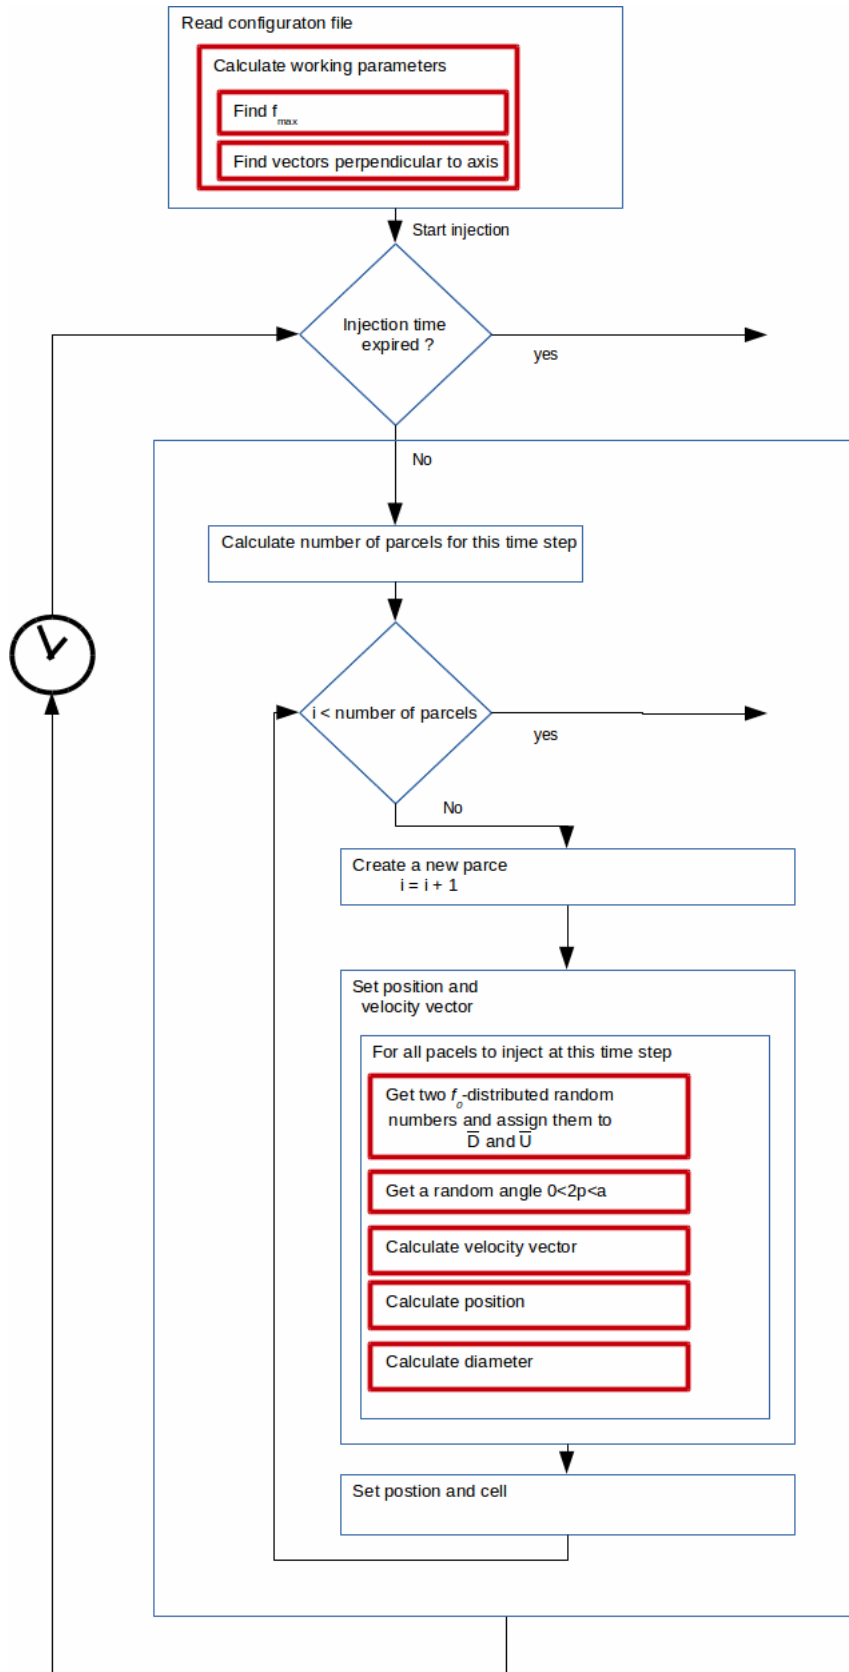 Read configuraton file
Calculate working parameters
Find fmax
Find vectors perpendicular to axis
Start injection
Injection time
expired ?
yes
No
Calculate number of parcels for this time step
i < number of parcels
yes
No
Create a new parce
i = i + 1
Set position and
velocity vector
For all pacels to inject at this time step
Get two fo-distributed random
numbers and assign them to
D̅ and U̅
Get a random angle 0<2p<a
Calculate velocity vector
Calculate position
Calculate diameter
Set postion and cell